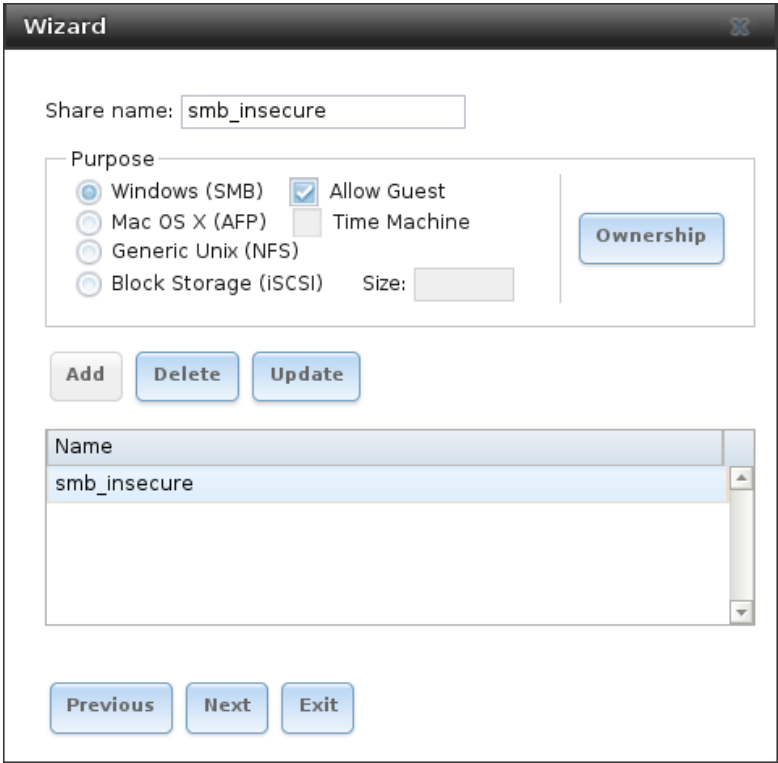 Wizard
Share name: smb_insecure
Purpose
Windows (SMB) Allow Guest
Mac OS X (AFP) Time Machine
Generic Unix (NFS)
Block Storage (iSCSI) Size:
Ownership
Add Delete Update
Name
smb_insecure
Previous Next Exit